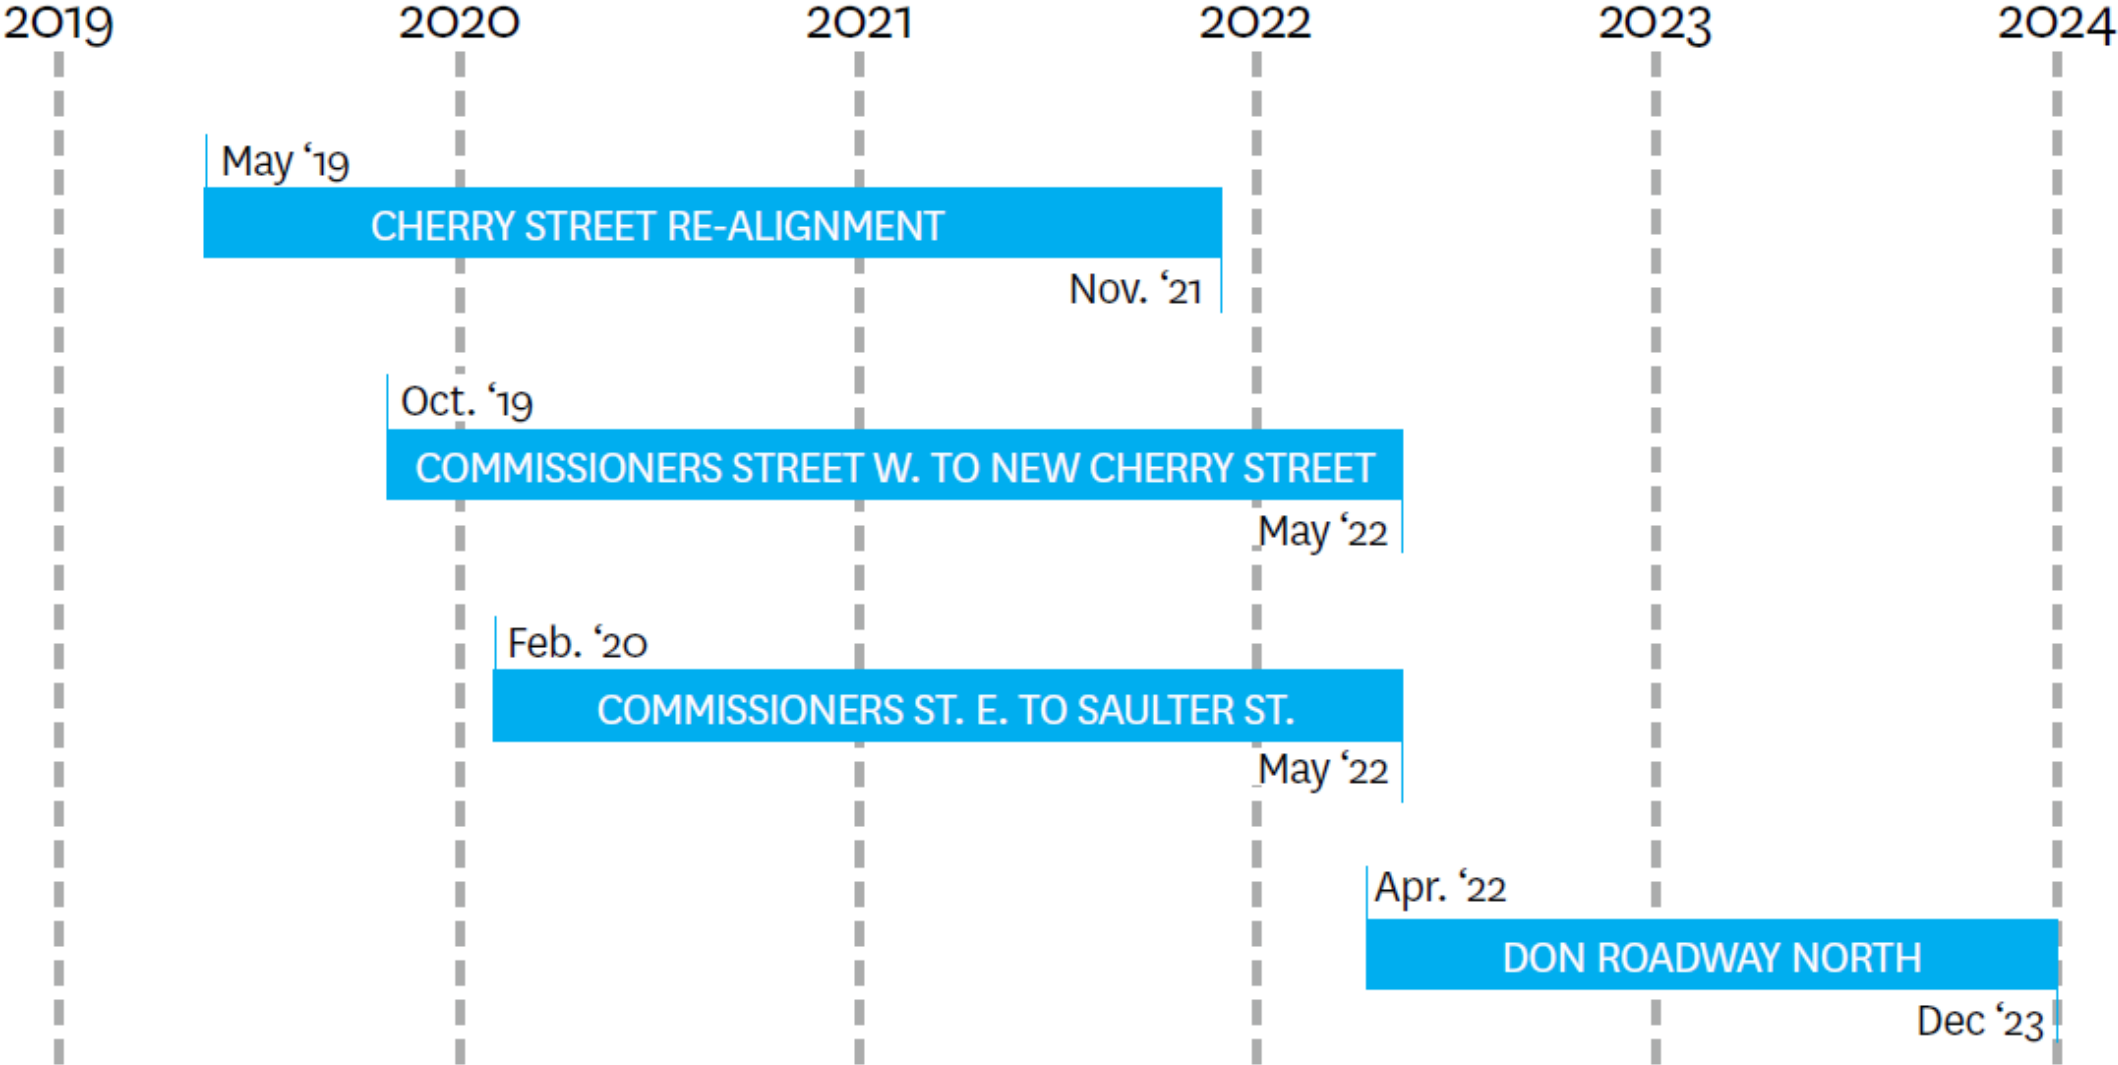 2019 2020 2021 2022 2023 2024
May ‘19
CHERRY STREET RE-ALIGNMENT
Nov. ‘21
Oct. ‘19
COMMISSIONERS STREET W. TO NEW CHERRY STREET
May ‘22
Feb. ‘20
COMMISSIONERS ST. E. TO SAULTER ST.
May ‘22
Apr. ‘22
DON ROADWAY NORTH
Dec ‘23